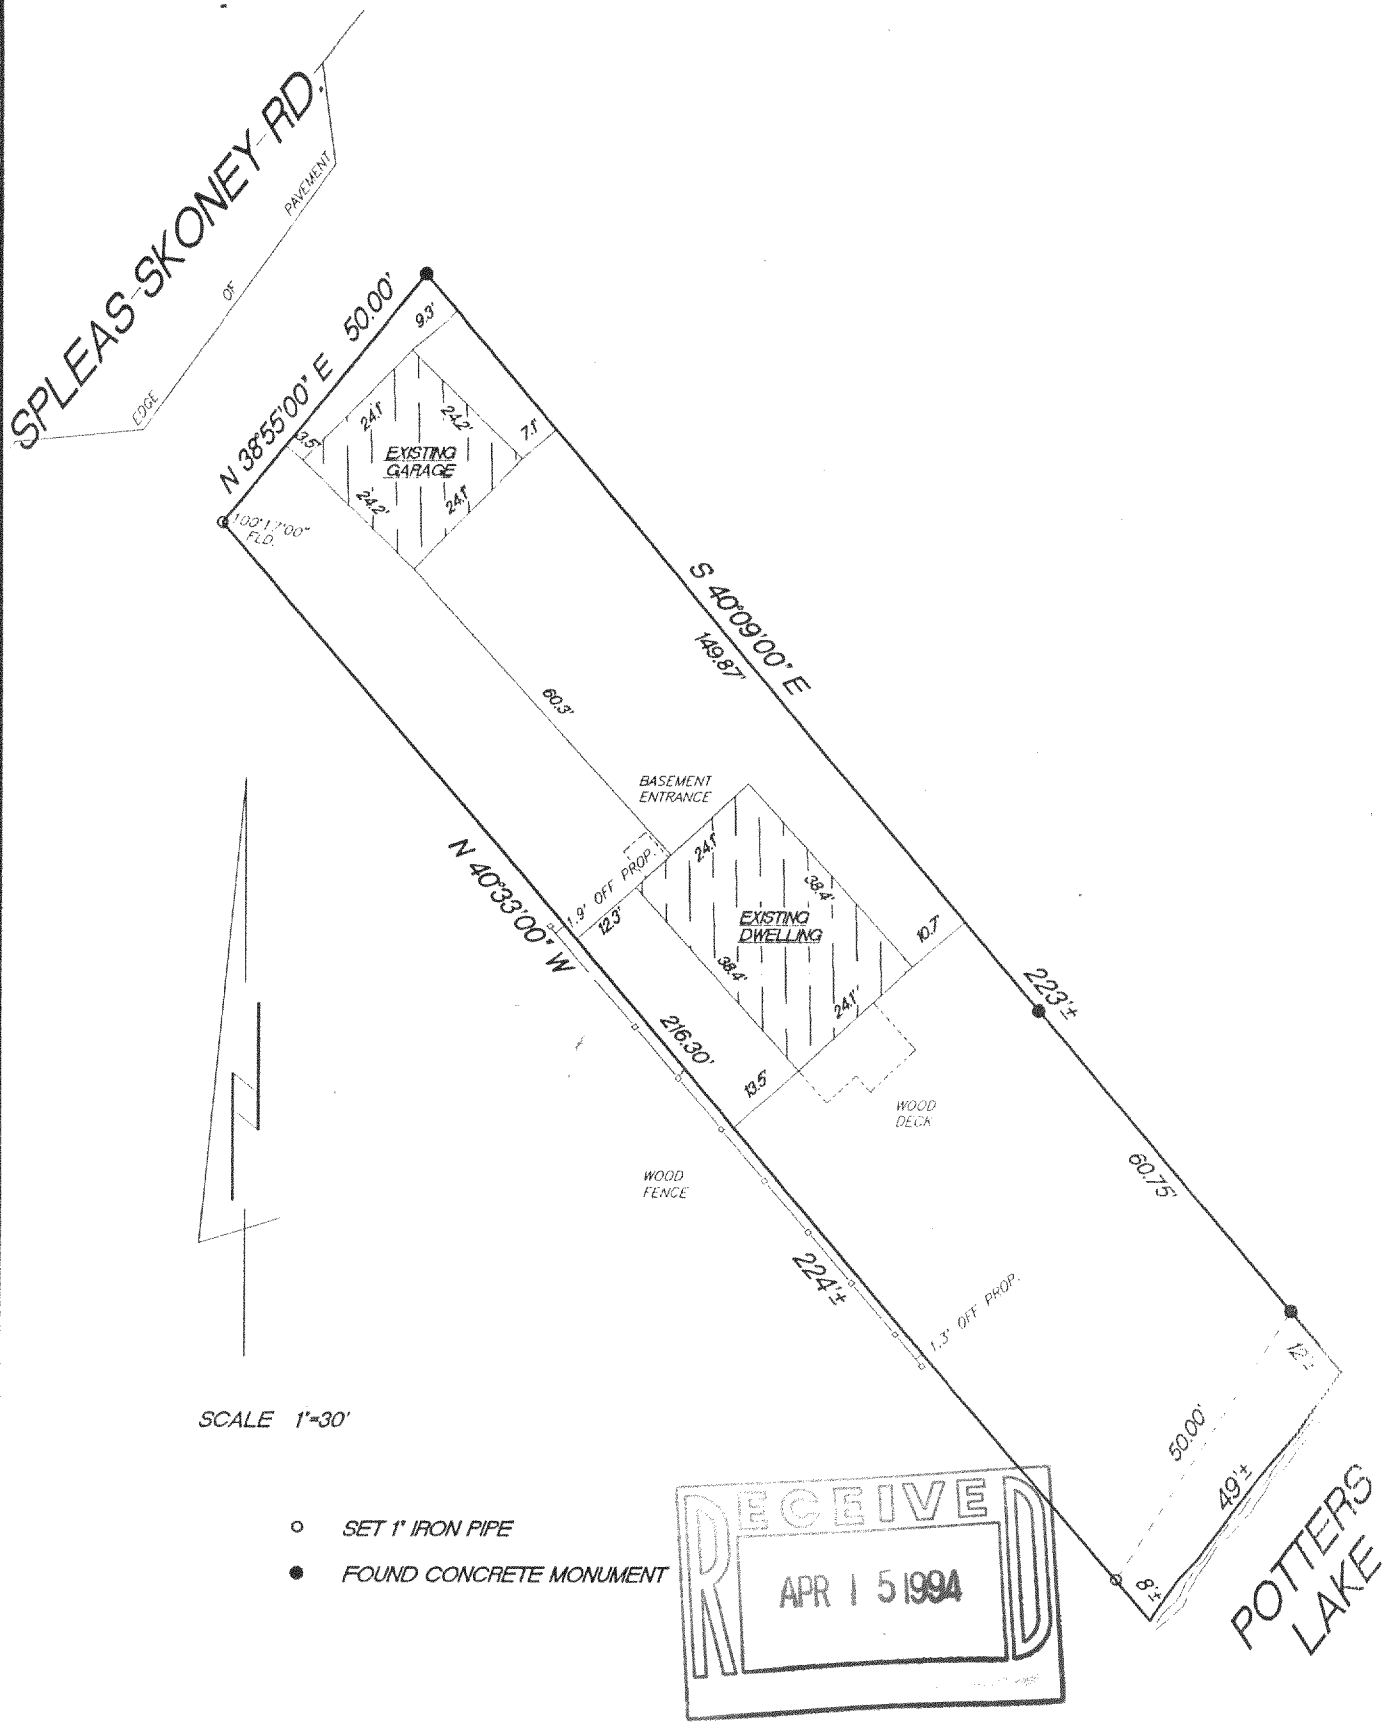 SPLEAS-SKONEY-RD.
EDGE OF PAVEMENT
N 38°55'00" E 50.00'
9.3'
3.5'
24.1'
24.2'
7.1'
EXISTING
GARAGE
24.2'
24.1'
100°17'00"
FLD.
S 40°09'00" E
149.87'
60.3'
BASEMENT
ENTRANCE
N 40°33'00" W
1.9' OFF PROP.
12.3'
24.1'
38.4'
EXISTING
DWELLING
10.7'
38.4'
24.1'
223'±
216.30'
13.5'
WOOD
DECK
WOOD
FENCE
60.75'
224'±
1.3' OFF PROP.
12'±
50.00'
49'±
8'±
POTTERS
LAKE
SCALE 1"=30'
SET 1" IRON PIPE
FOUND CONCRETE MONUMENT
RECEIVED
APR 15 1994